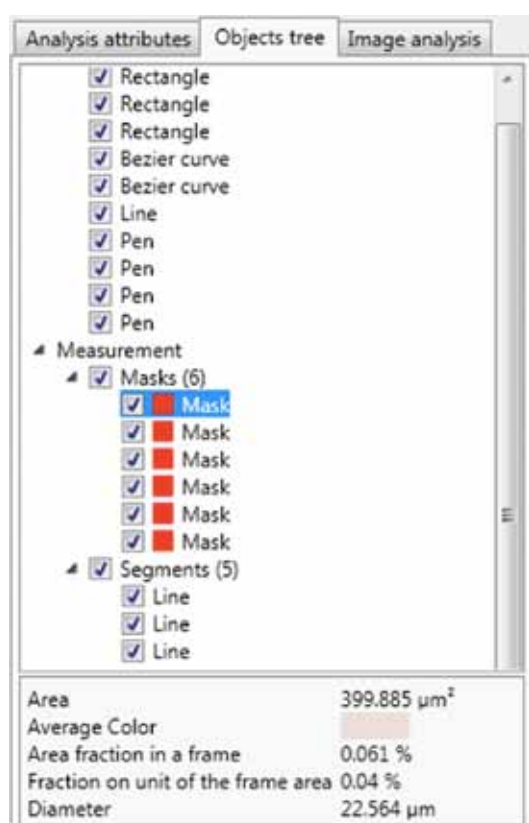 Analysis attributes Objects tree Image analysis
Rectangle
Rectangle
Rectangle
Bezier curve
Bezier curve
Line
Pen
Pen
Pen
Pen
Measurement
Masks (6)
Mask
Mask
Mask
Mask
Mask
Mask
Segments (5)
Line
Line
Line
Area 399.885 µm²
Average Color
Area fraction in a frame 0.061 %
Fraction on unit of the frame area 0.04 %
Diameter 22.564 µm